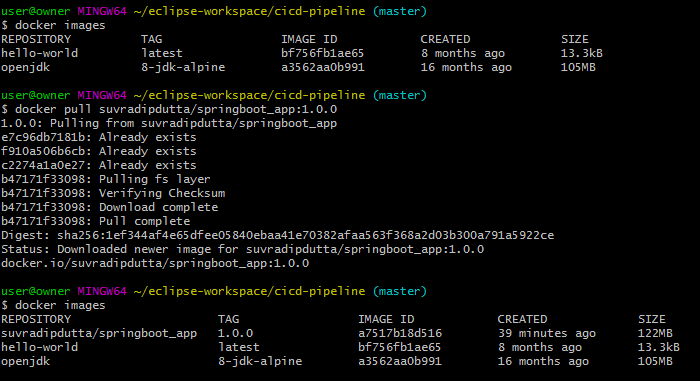 user@owner MINGW64 ~/eclipse-workspace/cicd-pipeline (master)
$ docker images
REPOSITORY TAG IMAGE ID CREATED SIZE
hello-world latest bf756fb1ae65 8 months ago 13.3kB
openjdk 8-jdk-alpine a3562aa0b991 16 months ago 105MB
user@owner MINGW64 ~/eclipse-workspace/cicd-pipeline (master)
$ docker pull suvradipdutta/springboot_app:1.0.0
1.0.0: Pulling from suvradipdutta/springboot_app
e7c96db7181b: Already exists
f910a506b6cb: Already exists
c2274a1a0e27: Already exists
b47171f33098: Pulling fs layer
b47171f33098: Verifying Checksum
b47171f33098: Download complete
b47171f33098: Pull complete
Digest: sha256:1ef344af4e65dfee05840ebaa41e70382afaa563f368a2d03b300a791a5922ce
Status: Downloaded newer image for suvradipdutta/springboot_app:1.0.0
docker.io/suvradipdutta/springboot_app:1.0.0
user@owner MINGW64 ~/eclipse-workspace/cicd-pipeline (master)
$ docker images
REPOSITORY TAG IMAGE ID CREATED SIZE
suvradipdutta/springboot_app 1.0.0 a7517b18d516 39 minutes ago 122MB
hello-world latest bf756fb1ae65 8 months ago 13.3kB
openjdk 8-jdk-alpine a3562aa0b991 16 months ago 105MB